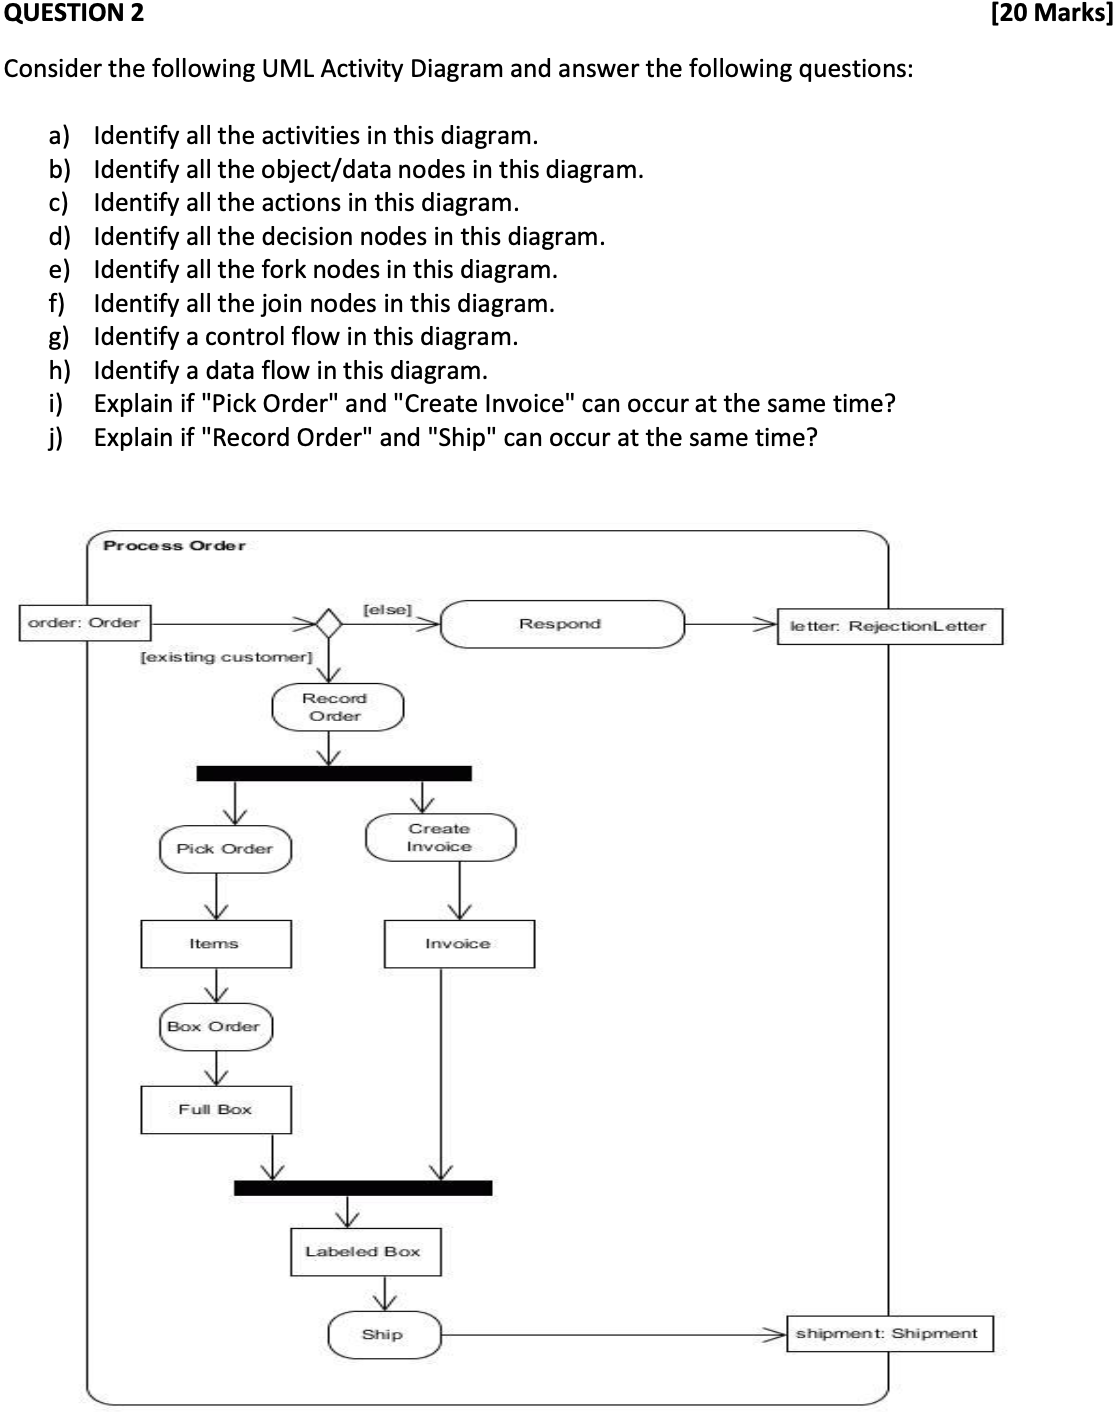 QUESTION 2 [20 Marks]
Consider the following UML Activity Diagram and answer the following questions:
a) Identify all the activities in this diagram.
b) Identify all the object/data nodes in this diagram.
c) Identify all the actions in this diagram.
d) Identify all the decision nodes in this diagram.
e) Identify all the fork nodes in this diagram.
f) Identify all the join nodes in this diagram.
g) Identify a control flow in this diagram.
h) Identify a data flow in this diagram.
i) Explain if "Pick Order" and "Create Invoice" can occur at the same time?
j) Explain if "Record Order" and "Ship" can occur at the same time?
Process Order
order: Order
[else]
Respond
letter: RejectionLetter
[existing customer]
Record
Order
Pick Order
Create
Invoice
Items
Invoice
Box Order
Full Box
Labeled Box
Ship
shipment: Shipment